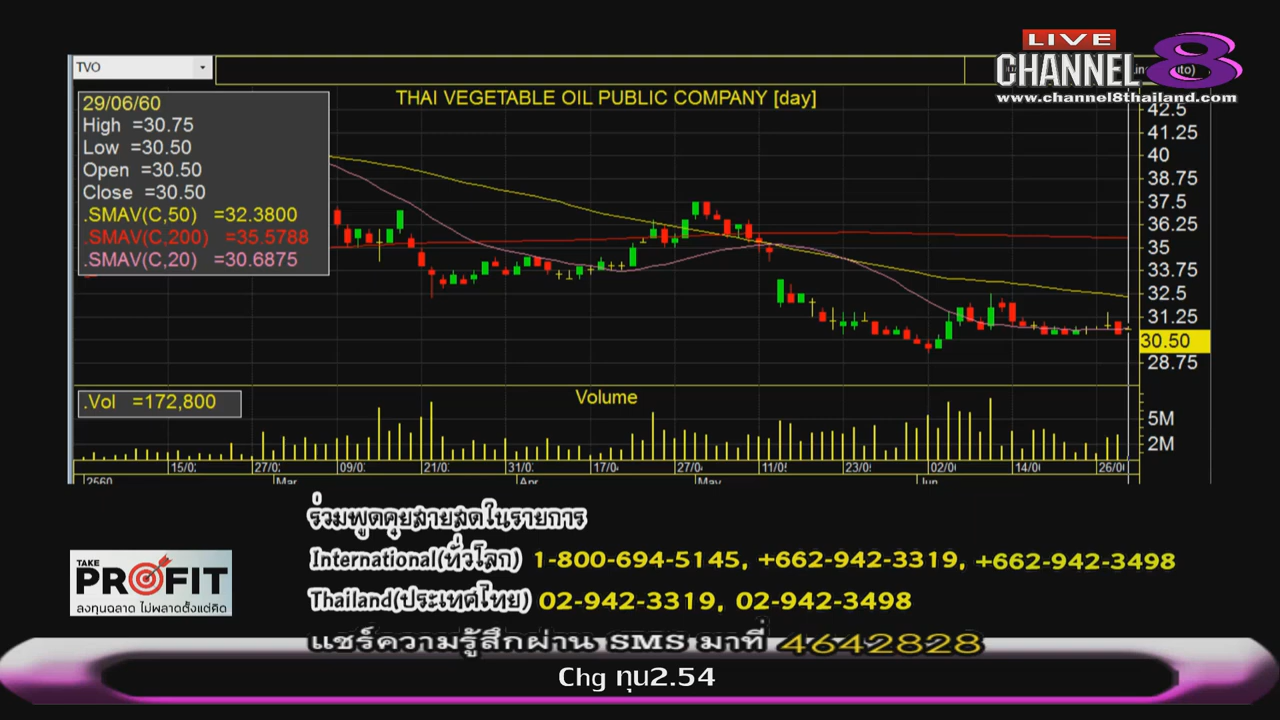 LIVE
CHANNEL 8
www.channel8thailand.com
TVO
THAI VEGETABLE OIL PUBLIC COMPANY [day]
29/06/60
High =30.75
Low =30.50
Open =30.50
Close =30.50
.SMAV(C,50) =32.3800
.SMAV(C,200) =35.5788
.SMAV(C,20) =30.6875
42.5
41.25
40
38.75
37.5
36.25
35
33.75
32.5
31.25
30.50
28.75
.Vol =172,800
Volume
5M
2M
15/0 27/0 09/0 21/0 31/0 17/0 27/0 11/0 23/0 02/0 14/0 26/0
2560 Mar Apr May Jun
ร่วมพูดคุยสายสดในรายการ
International(ทั่วโลก) 1-800-694-5145, +662-942-3319, +662-942-3498
Thailand(ประเทศไทย) 02-942-3319, 02-942-3498
แชร์ความรู้สึกผ่าน SMS มาที่ 4642828
TAKE
PROFIT
ลงทุนฉลาด ไม่พลาดตั้งแต่คิด
Chg ทุน2.54